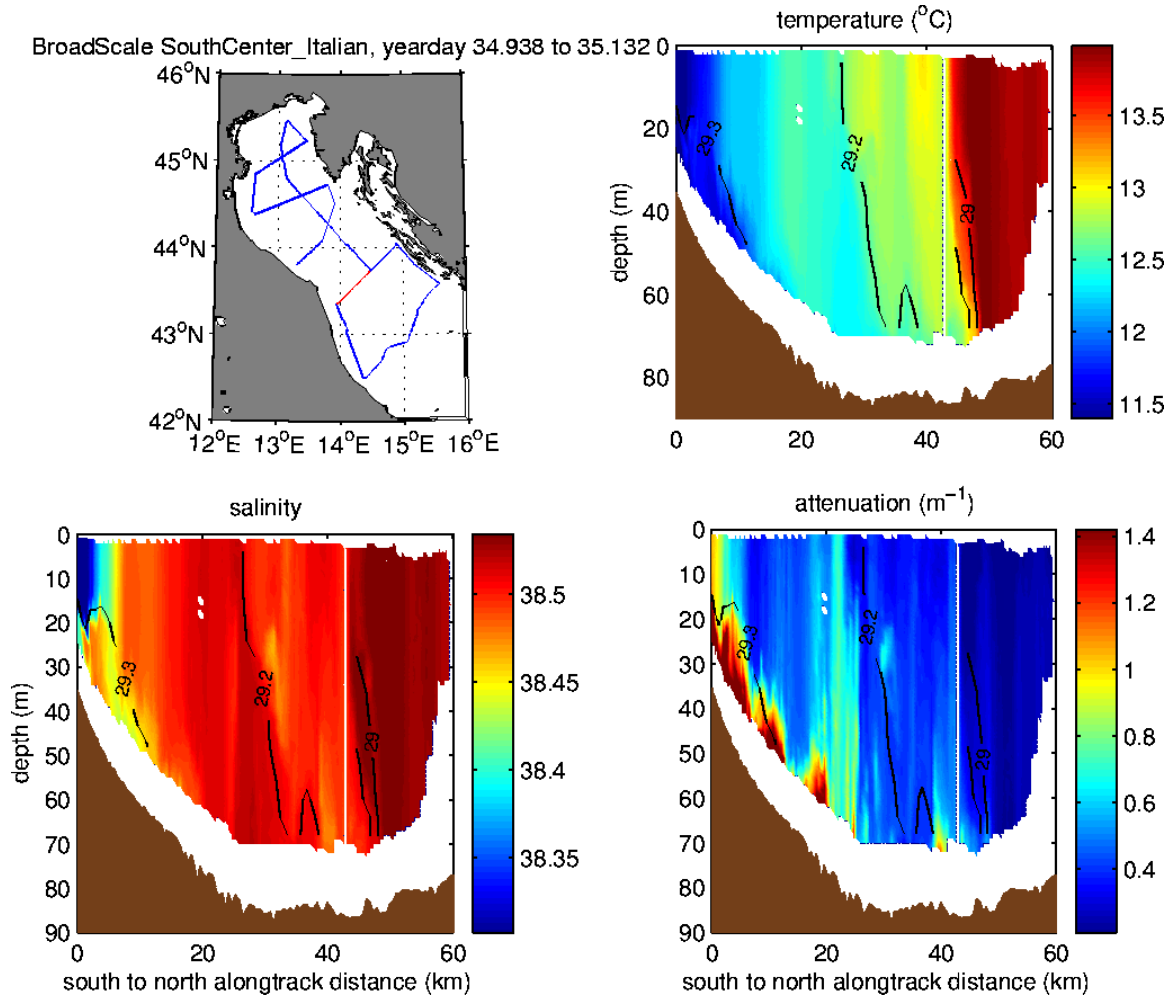 BroadScale SouthCenter_Italian, yearday 34.938 to 35.132
46°N
45°N
44°N
43°N
42°N
12°E 13°E 14°E 15°E 16°E
temperature (°C)
0
20
40
60
80
depth (m)
0 20 40 60
29.3
29.2
29
13.5
13
12.5
12
11.5
salinity
0
10
20
30
40
50
60
70
80
90
depth (m)
0 20 40 60
south to north alongtrack distance (km)
29.3
29.2
29
38.5
38.45
38.4
38.35
attenuation (m⁻¹)
0
10
20
30
40
50
60
70
80
90
0 20 40 60
south to north alongtrack distance (km)
29.3
29.2
29
1.4
1.2
1
0.8
0.6
0.4